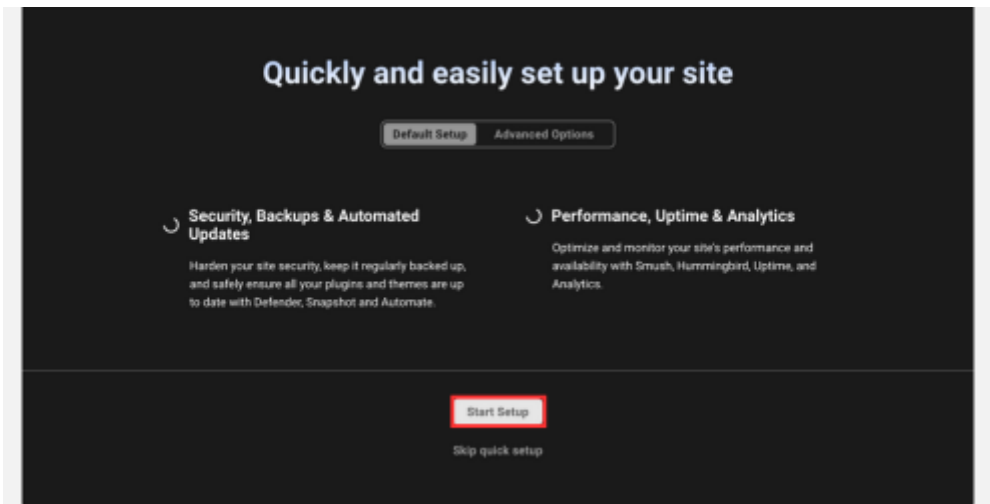 Quickly and easily set up your site
Default Setup
Advanced Options
Security, Backups & Automated
Updates
Harden your site security, keep it regularly backed up,
and safely ensure all your plugins and themes are up
to date with Defender, Snapshot and Automate.
Performance, Uptime & Analytics
Optimize and monitor your site's performance and
availability with Smush, Hummingbird, Uptime, and
Analytics.
Start Setup
Skip quick setup